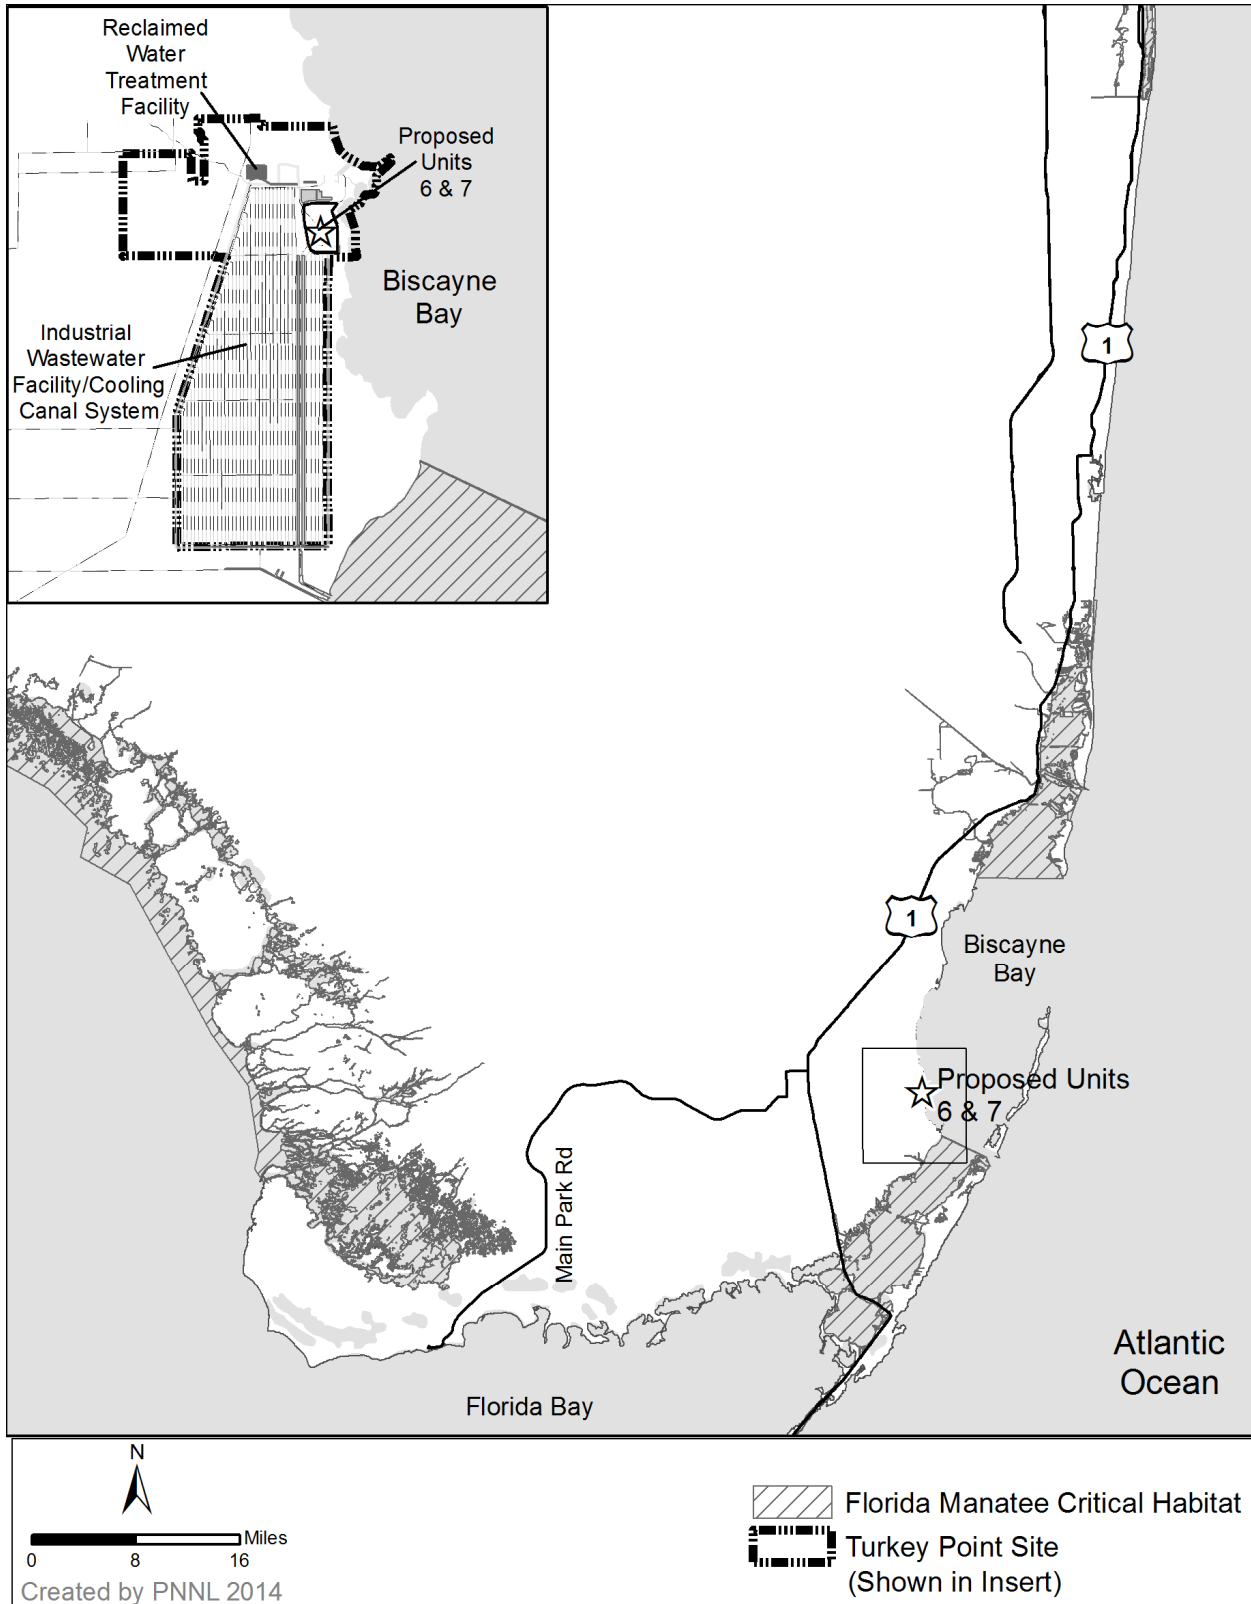 Reclaimed
Water
Treatment
Facility
Proposed
Units
6 & 7
Biscayne
Bay
Industrial
Wastewater
Facility/Cooling
Canal System
1
1
Biscayne
Bay
Proposed Units
6 & 7
Main Park Rd
Atlantic
Ocean
Florida Bay
N
Miles
0 8 16
Created by PNNL 2014
Florida Manatee Critical Habitat
Turkey Point Site
(Shown in Insert)